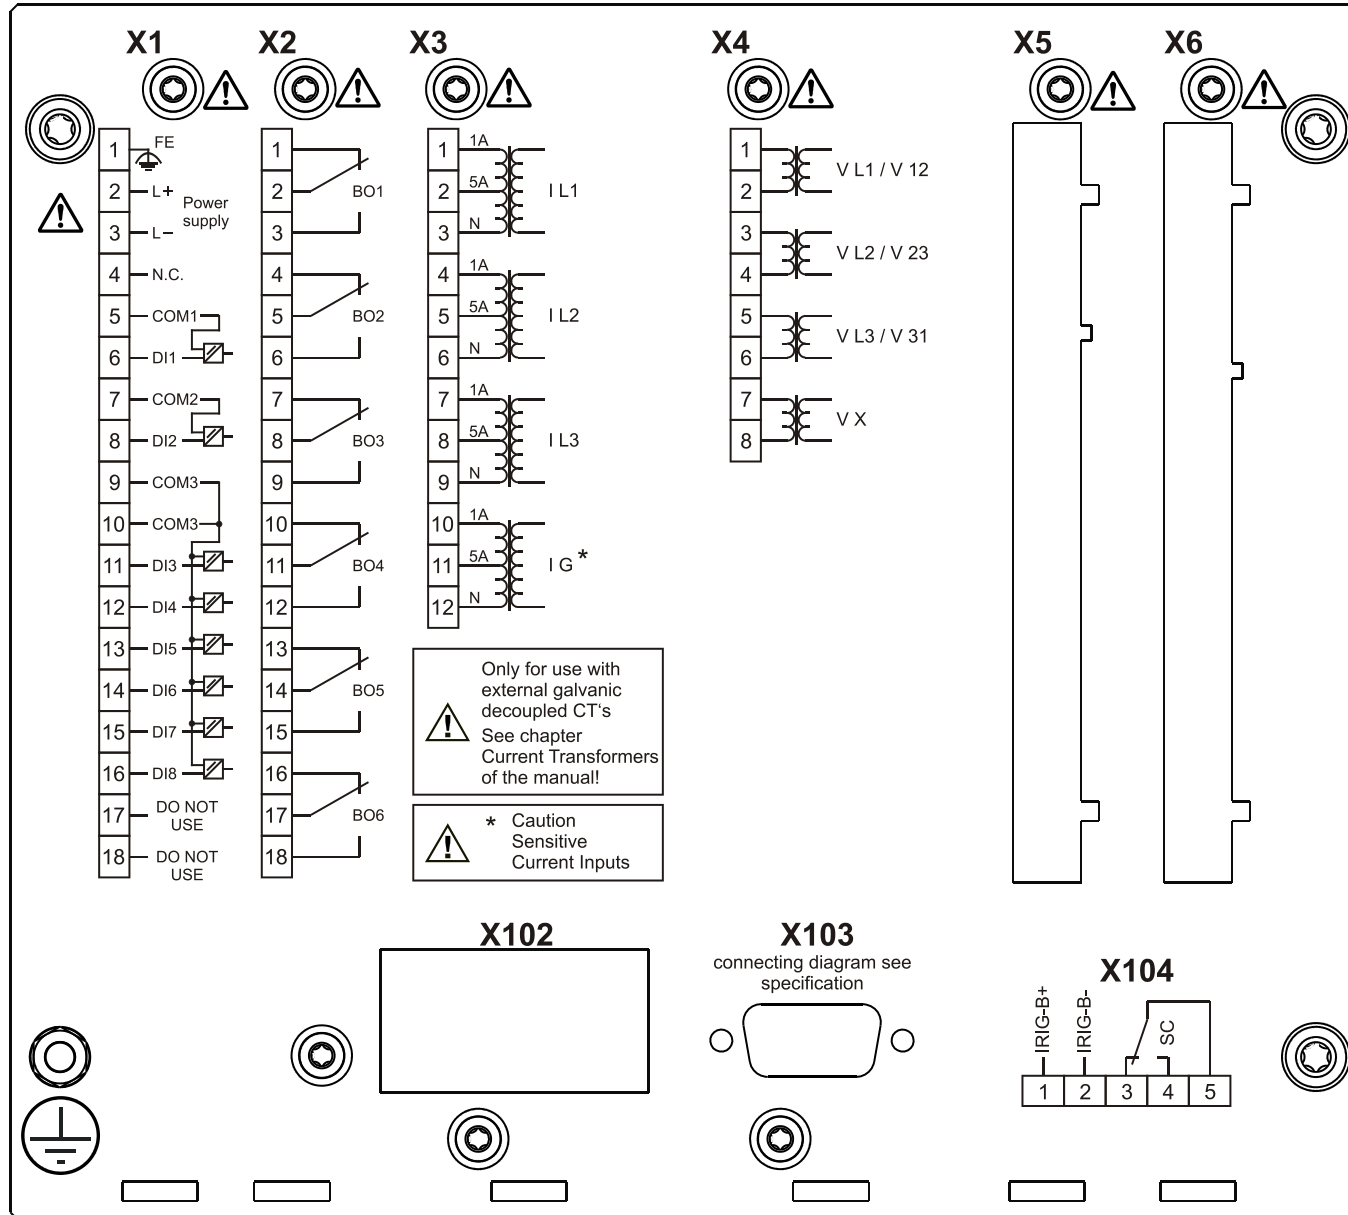 X1
X2
X3
X4
X5
X6
1
FE
2
L+
Power
supply
3
L–
4
N.C.
5
COM1
6
DI1
7
COM2
8
DI2
9
COM3
10
COM3
11
DI3
12
DI4
13
DI5
14
DI6
15
DI7
16
DI8
17
DO NOT
USE
18
DO NOT
USE
1
2
BO1
3
4
5
BO2
6
7
8
BO3
9
10
11
BO4
12
13
14
BO5
15
16
17
BO6
18
1
1A
2
5A
I L1
3
N
4
1A
5
5A
I L2
6
N
7
1A
8
5A
I L3
9
N
10
1A
11
5A
I G *
12
N
Only for use with
external galvanic
decoupled CT‘s
See chapter
Current Transformers
of the manual!
* Caution
Sensitive
Current Inputs
1
V L1 / V 12
2
3
V L2 / V 23
4
5
V L3 / V 31
6
7
V X
8
X102
X103
connecting diagram see
specification
X104
IRIG-B+
IRIG-B-
SC
1 2 3 4 5